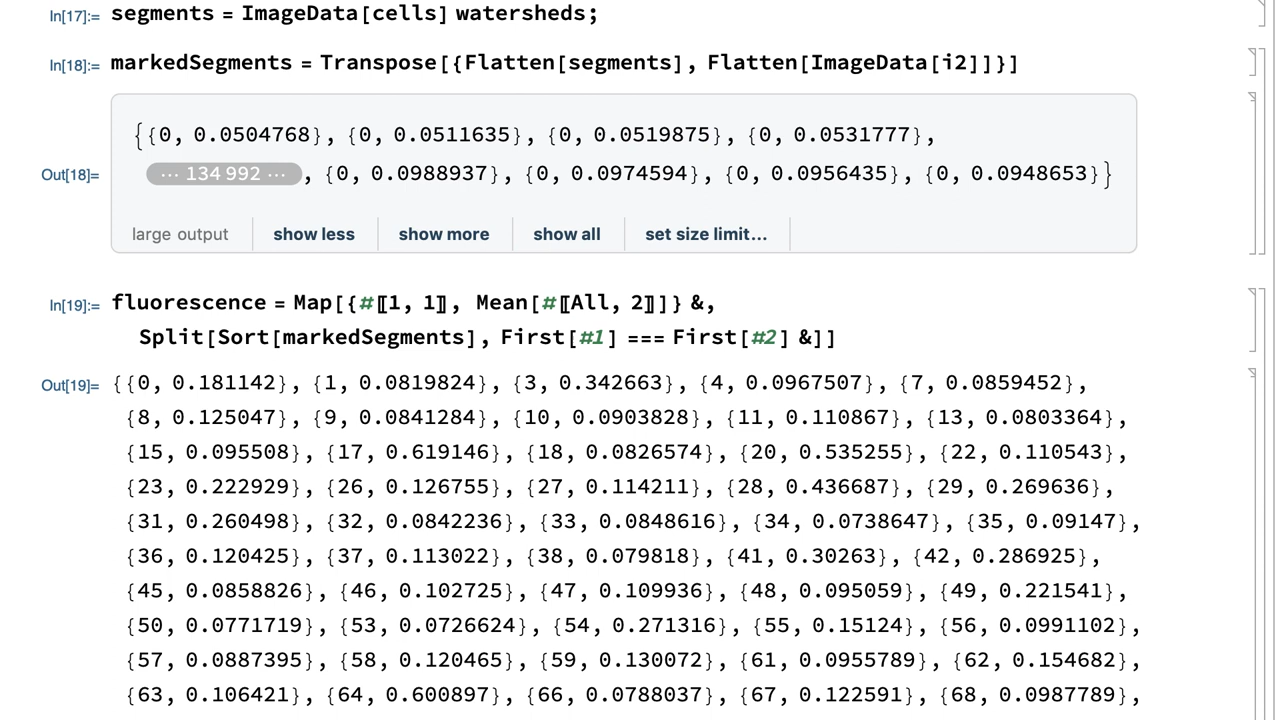 In[17]:= segments = ImageData[cells] watersheds;
In[18]:= markedSegments = Transpose[{Flatten[segments], Flatten[ImageData[i2]]}]
{{0, 0.0504768}, {0, 0.0511635}, {0, 0.0519875}, {0, 0.0531777},
Out[18]= ··· 134 992 ··· , {0, 0.0988937}, {0, 0.0974594}, {0, 0.0956435}, {0, 0.0948653}}
large output show less show more show all set size limit...
In[19]:= fluorescence = Map[{#〚1, 1〛, Mean[#〚All, 2〛]} &,
Split[Sort[markedSegments], First[#1] === First[#2] &]]
Out[19]= {{0, 0.181142}, {1, 0.0819824}, {3, 0.342663}, {4, 0.0967507}, {7, 0.0859452},
{8, 0.125047}, {9, 0.0841284}, {10, 0.0903828}, {11, 0.110867}, {13, 0.0803364},
{15, 0.095508}, {17, 0.619146}, {18, 0.0826574}, {20, 0.535255}, {22, 0.110543},
{23, 0.222929}, {26, 0.126755}, {27, 0.114211}, {28, 0.436687}, {29, 0.269636},
{31, 0.260498}, {32, 0.0842236}, {33, 0.0848616}, {34, 0.0738647}, {35, 0.09147},
{36, 0.120425}, {37, 0.113022}, {38, 0.079818}, {41, 0.30263}, {42, 0.286925},
{45, 0.0858826}, {46, 0.102725}, {47, 0.109936}, {48, 0.095059}, {49, 0.221541},
{50, 0.0771719}, {53, 0.0726624}, {54, 0.271316}, {55, 0.15124}, {56, 0.0991102},
{57, 0.0887395}, {58, 0.120465}, {59, 0.130072}, {61, 0.0955789}, {62, 0.154682},
{63, 0.106421}, {64, 0.600897}, {66, 0.0788037}, {67, 0.122591}, {68, 0.0987789},